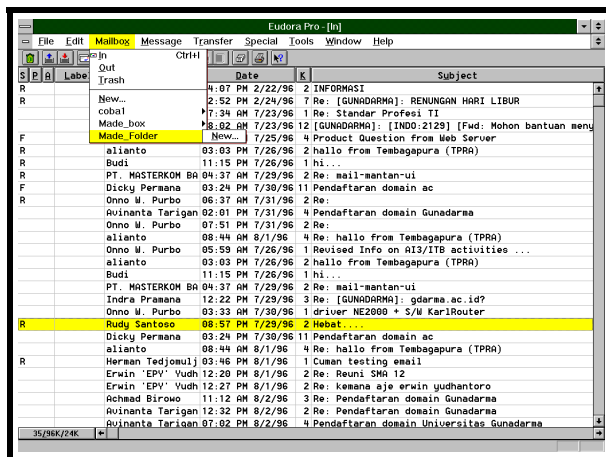 Eudora Pro - [In]
File Edit Mailbox Message Transfer Special Tools Window Help
In Ctrl+I
Out
Trash
New...
coba1
Made_box
Made_Folder
New...
S P A Labe Date K Subject
R 4:07 PM 2/22/96 2 INFORMASI
R 2:52 PM 2/24/96 7 Re: [GUNADARMA]: RENUNGAN HARI LIBUR
7:34 AM 7/23/96 1 Re: Standar Profesi TI
8:02 AM 7/23/96 12 [GUNADARMA]: [INDO:2129] [Fwd: Mohon bantuan meny
F PM 7/25/96 4 Product Question from Web Server
R alianto 03:03 PM 7/26/96 2 hallo from Tembagapura (TPRA)
R Budi 11:15 PM 7/26/96 1 hi...
R PT. MASTERKOM BA 04:37 AM 7/29/96 2 Re: mail-mantan-ui
F Dicky Permana 03:24 PM 7/30/96 11 Pendaftaran domain ac
R Onno W. Purbo 06:37 AM 7/31/96 2 Re:
Avinanta Tarigan 02:01 PM 7/31/96 4 Pendaftaran domain Gunadarma
Onno W. Purbo 07:51 PM 7/31/96 2 Re:
alianto 08:44 AM 8/1/96 4 Re: hallo from Tembagapura (TPRA)
Onno W. Purbo 05:59 AM 7/26/96 1 Revised Info on AI3/ITB activities ...
alianto 03:03 PM 7/26/96 2 hallo from Tembagapura (TPRA)
Budi 11:15 PM 7/26/96 1 hi...
PT. MASTERKOM BA 04:37 AM 7/29/96 2 Re: mail-mantan-ui
Indra Pramana 12:22 PM 7/29/96 3 Re: [GUNADARMA]: gdarma.ac.id?
Onno W. Purbo 03:33 AM 7/30/96 1 driver NE2000 + S/W KarlRouter
R Rudy Santoso 08:57 PM 7/29/96 2 Hebat....
Dicky Permana 03:24 PM 7/30/96 11 Pendaftaran domain ac
alianto 08:44 AM 8/1/96 4 Re: hallo from Tembagapura (TPRA)
R Herman Tedjomulj 03:46 PM 8/1/96 1 Cuman testing email
Erwin 'EPY' Yudh 12:20 PM 8/1/96 2 Re: Reuni SMA 12
Erwin 'EPY' Yudh 12:27 PM 8/1/96 2 Re: kemana aje erwin yudhantoro
Achmad Birowo 11:12 AM 8/2/96 3 Re: Pendaftaran domain Gunadarma
Avinanta Tarigan 12:32 PM 8/2/96 2 Re: Pendaftaran domain Gunadarma
Avinanta Tarigan 07:02 PM 8/2/96 4 Pendaftaran domain Universitas Gunadarma
35/96K/24K